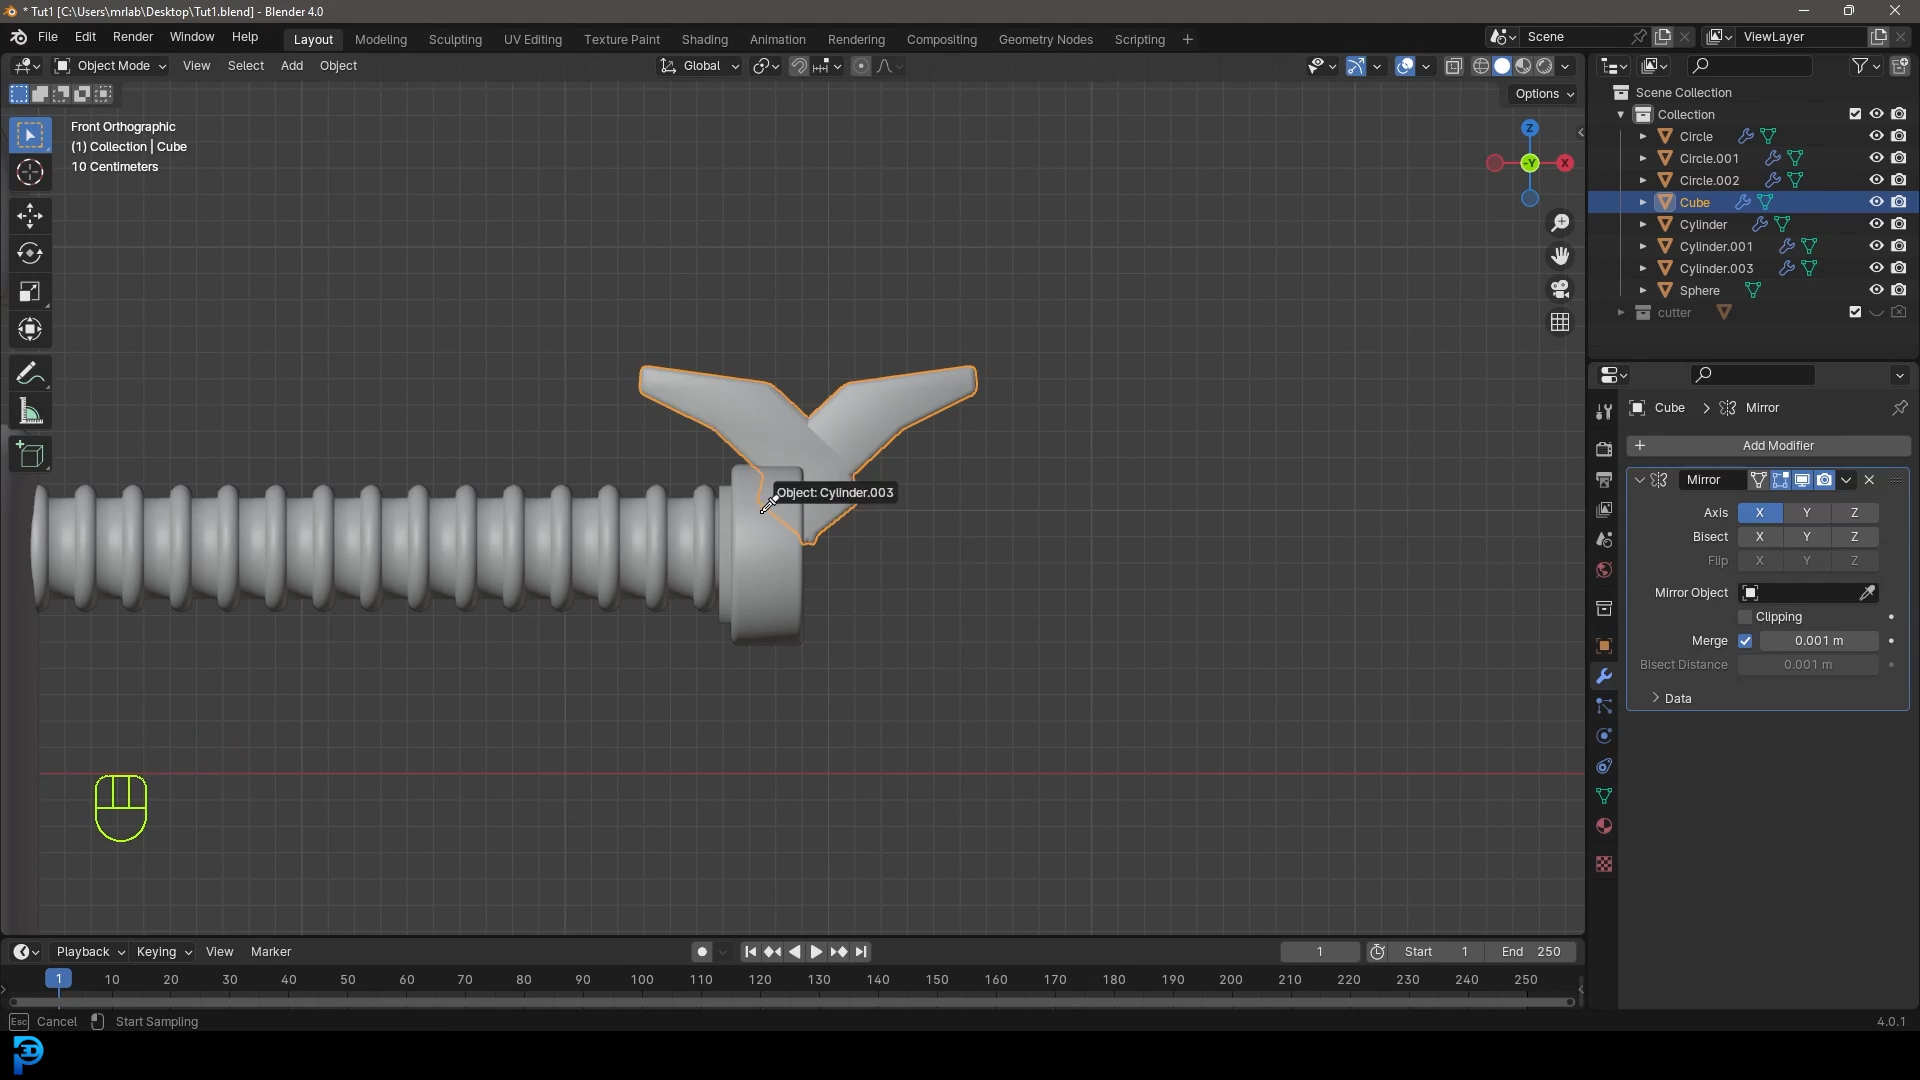 * Tut1 [C:\Users\mrlab\Desktop\Tut1.blend] - Blender 4.0
File Edit Render Window Help Layout Modeling Sculpting UV Editing Texture Paint Shading Animation Rendering Compositing Geometry Nodes Scripting Scene ViewLayer
Object Mode View Select Add Object Global
Options
Front Orthographic
(1) Collection | Cube
10 Centimeters
Z
-Y
X
Object: Cylinder.003
Scene Collection
Collection
Circle
Circle.001
Circle.002
Cube
Cylinder
Cylinder.001
Cylinder.003
Sphere
cutter
Cube Mirror
Add Modifier
Mirror
Axis X Y Z
Bisect X Y Z
Flip X Y Z
Mirror Object
Clipping
Merge 0.001 m
Bisect Distance 0.001 m
Data
Playback Keying View Marker 1 Start 1 End 250
1 10 20 30 40 50 60 70 80 90 100 110 120 130 140 150 160 170 180 190 200 210 220 230 240 250
Esc Cancel Start Sampling 4.0.1
3D